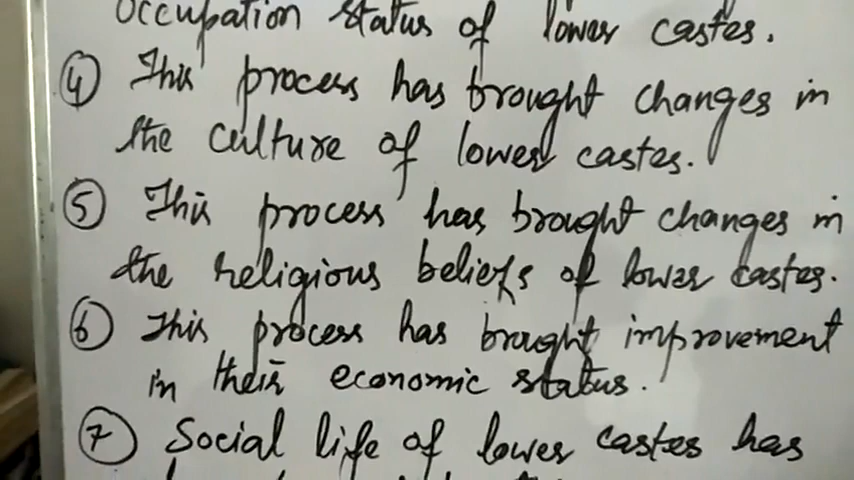 Occupation status of lower castes.
④ This process has brought changes in
the culture of lower castes.
⑤ This process has brought changes in
the religious beliefs of lower castes.
⑥ This process has brought improvement
in their economic status.
⑦ Social life of lower castes has